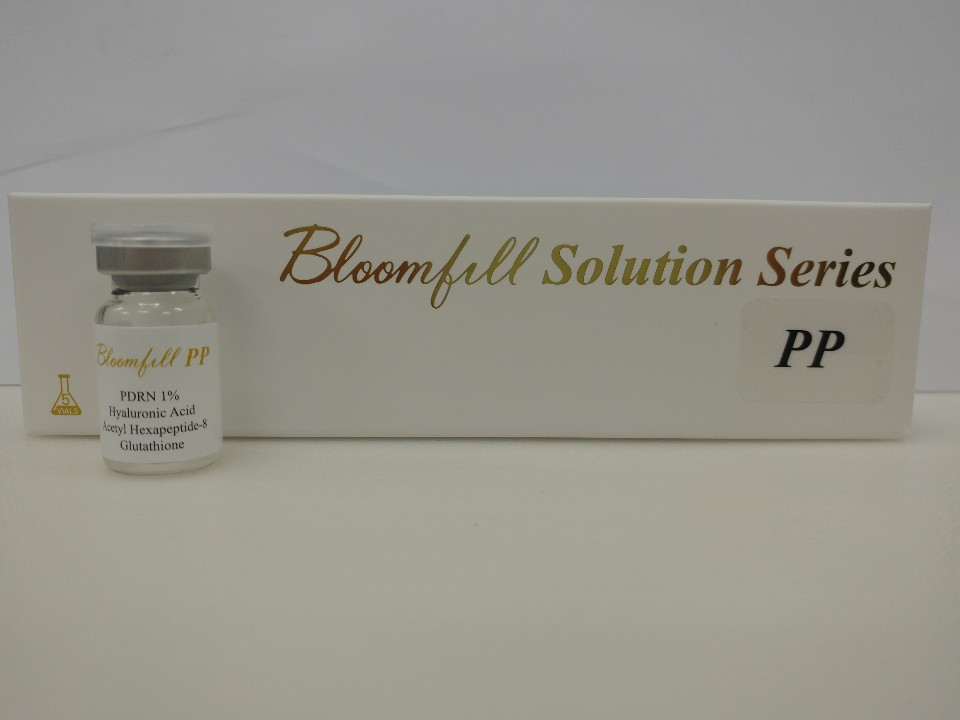 Bloomfill Solution Series
PP
Bloomfill PP
PDRN 1%
Hyaluronic Acid
Acetyl Hexapeptide-8
Glutathione
5
VIALS